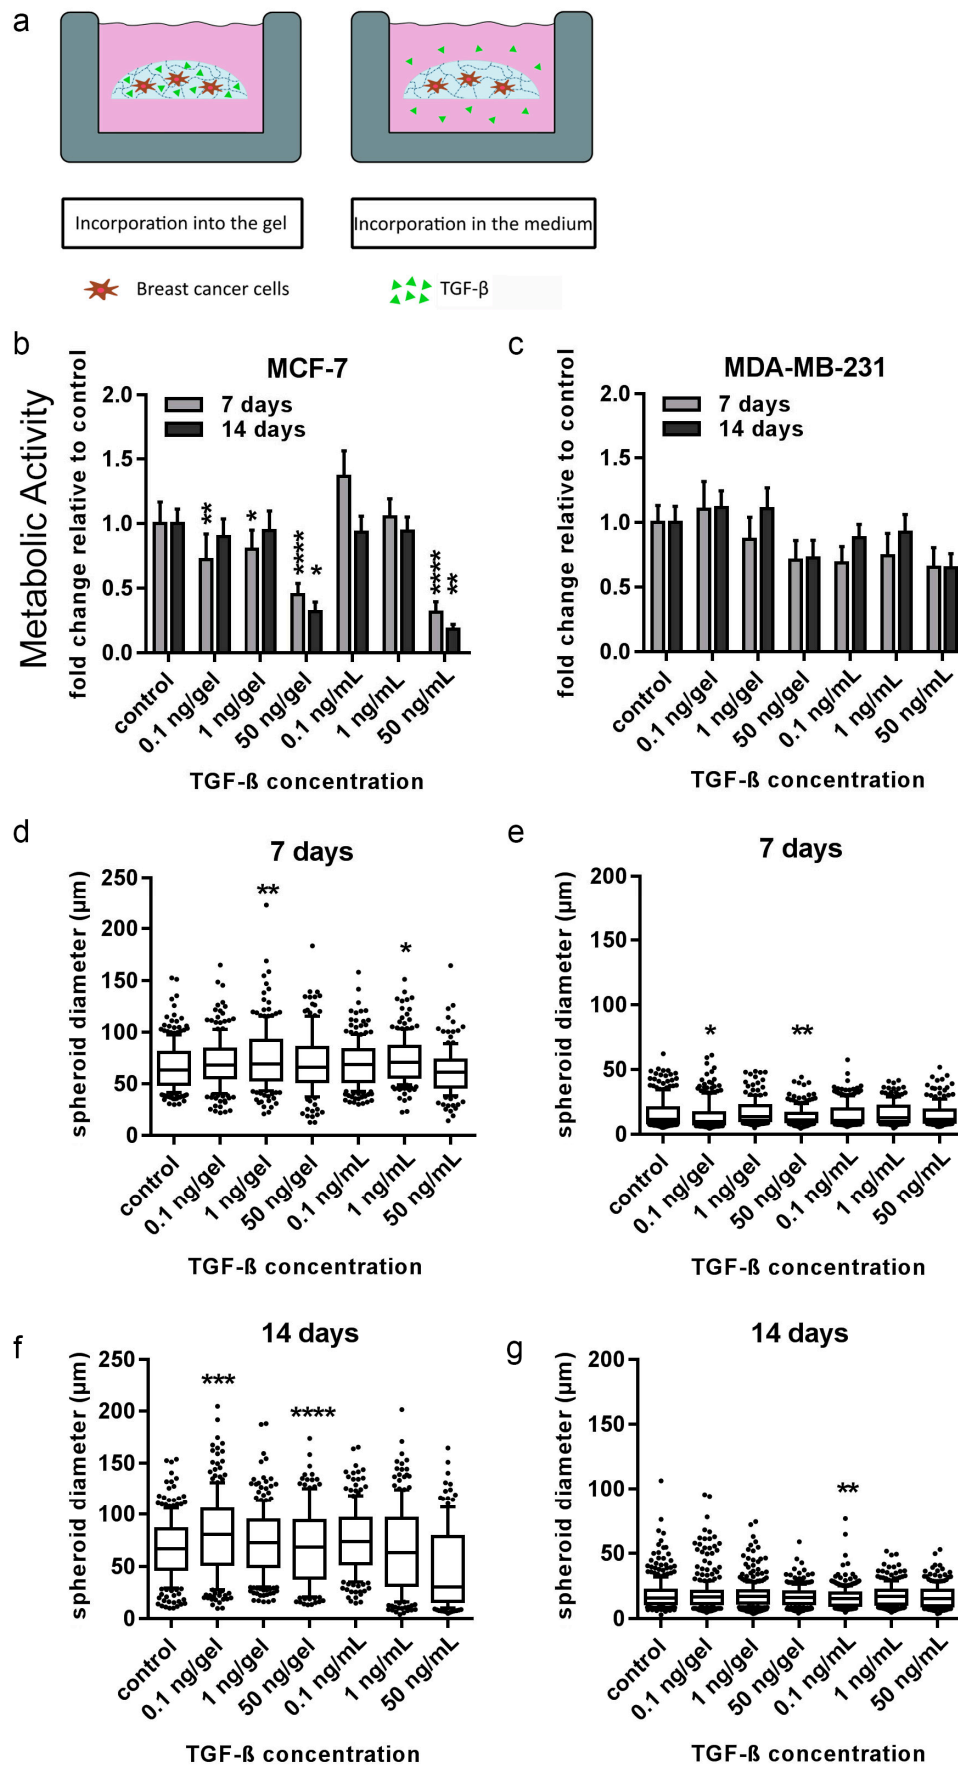 a
Incorporation into the gel
Incorporation in the medium
Breast cancer cells
TGF-β
b
MCF-7
Metabolic Activity
fold change relative to control
2.0
1.5
1.0
0.5
0.0
7 days
14 days
**
*
****
*
****
**
control
0.1 ng/gel
1 ng/gel
50 ng/gel
0.1 ng/mL
1 ng/mL
50 ng/mL
TGF-ß concentration
c
MDA-MB-231
fold change relative to control
2.0
1.5
1.0
0.5
0.0
7 days
14 days
control
0.1 ng/gel
1 ng/gel
50 ng/gel
0.1 ng/mL
1 ng/mL
50 ng/mL
TGF-ß concentration
d
7 days
spheroid diameter (µm)
250
200
150
100
50
0
**
*
control
0.1 ng/gel
1 ng/gel
50 ng/gel
0.1 ng/mL
1 ng/mL
50 ng/mL
TGF-ß concentration
e
7 days
spheroid diameter (µm)
200
150
100
50
0
*
**
control
0.1 ng/gel
1 ng/gel
50 ng/gel
0.1 ng/mL
1 ng/mL
50 ng/mL
TGF-ß concentration
f
14 days
spheroid diameter (µm)
250
200
150
100
50
0
***
****
control
0.1 ng/gel
1 ng/gel
50 ng/gel
0.1 ng/mL
1 ng/mL
50 ng/mL
TGF-ß concentration
g
14 days
spheroid diameter (µm)
200
150
100
50
0
**
control
0.1 ng/gel
1 ng/gel
50 ng/gel
0.1 ng/mL
1 ng/mL
50 ng/mL
TGF-ß concentration